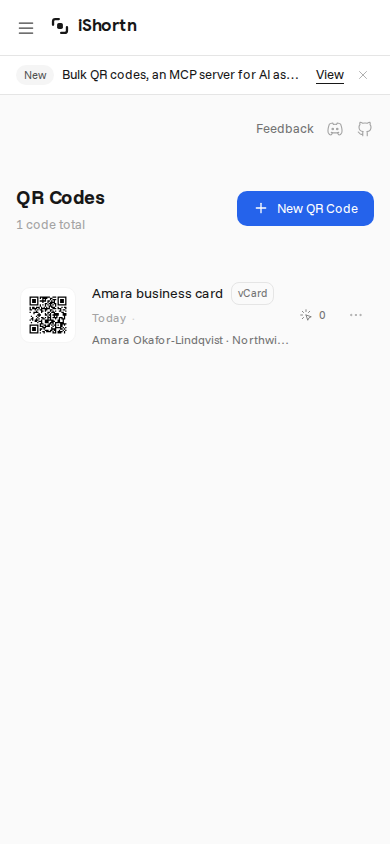 iShortn
New Bulk QR codes, an MCP server for AI as... View
Feedback
QR Codes
1 code total
New QR Code
Amara business card vCard
Today ·
0
Amara Okafor-Lindqvist · Northwi...